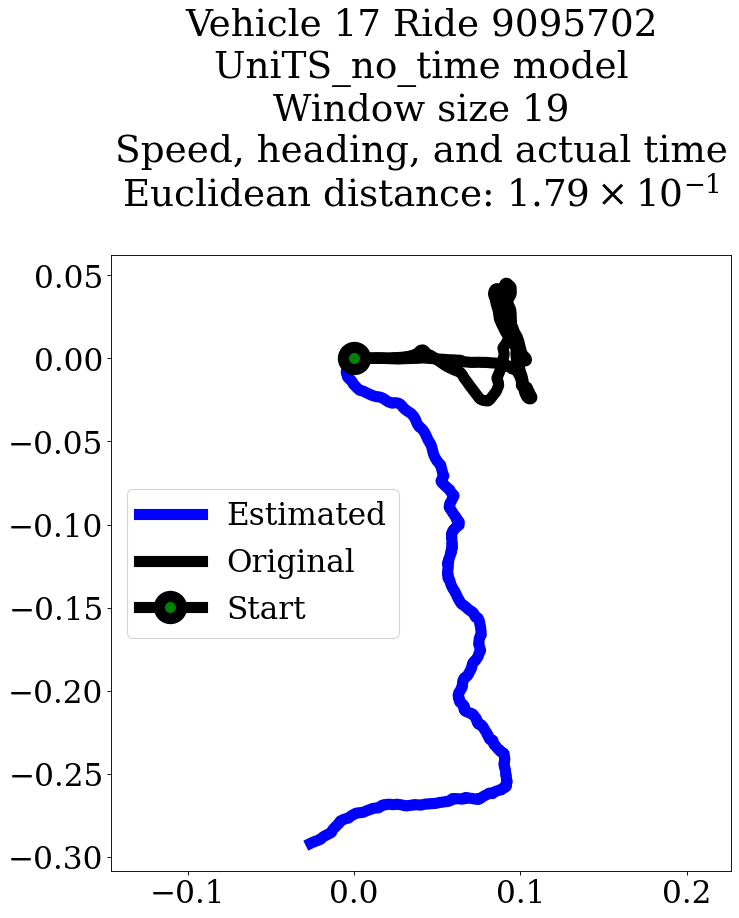 Vehicle 17 Ride 9095702
UniTS_no_time model
Window size 19
Speed, heading, and actual time
Euclidean distance: 1.79 × 10⁻¹
0.05
0.00
−0.05
−0.10
−0.15
−0.20
−0.25
−0.30
Estimated
Original
Start
−0.1 0.0 0.1 0.2